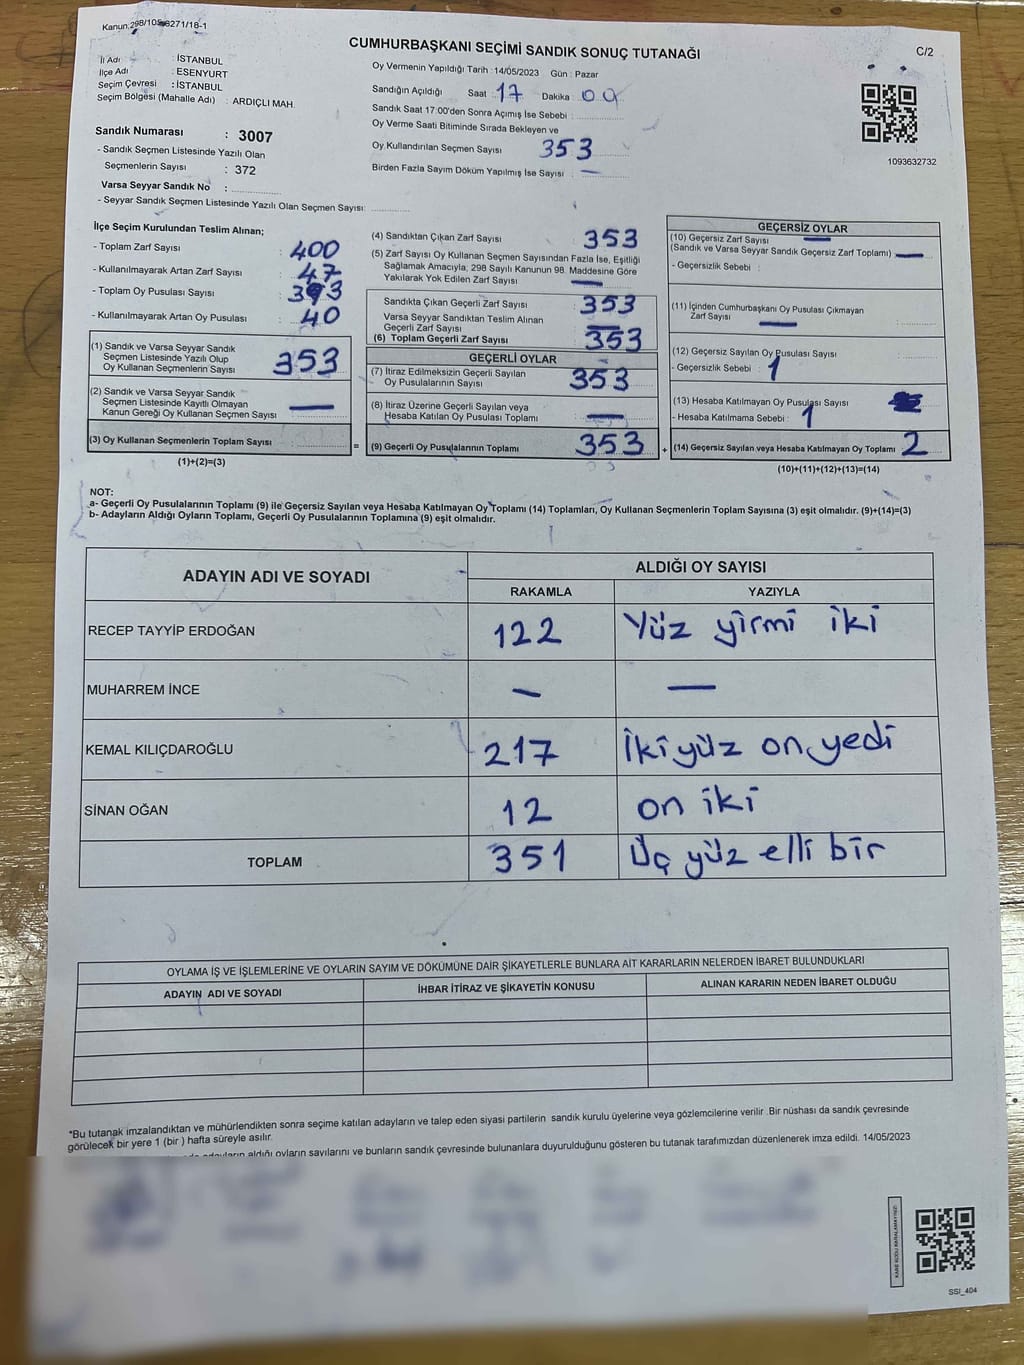 Kanun:298/105-6271/18-1
CUMHURBAŞKANI SEÇİMİ SANDIK SONUÇ TUTANAĞI
C/2
İl Adı : İSTANBUL
İlçe Adı : ESENYURT
Seçim Çevresi : İSTANBUL
Seçim Bölgesi (Mahalle Adı) : ARDIÇLI MAH.
Sandık Numarası : 3007
- Sandık Seçmen Listesinde Yazılı Olan
Seçmenlerin Sayısı : 372
Varsa Seyyar Sandık No :
- Seyyar Sandık Seçmen Listesinde Yazılı Olan Seçmen Sayısı:
Oy Vermenin Yapıldığı Tarih : 14/05/2023 Gün : Pazar
Sandığın Açıldığı Saat 17 Dakika : 09
Sandık Saat 17:00'den Sonra Açımış İse Sebebi :
Oy Verme Saati Bitiminde Sırada Bekleyen ve
Oy Kullandırılan Seçmen Sayısı 353
Birden Fazla Sayım Döküm Yapılmış İse Sayısı : —
1093632732
İlçe Seçim Kurulundan Teslim Alınan;
- Toplam Zarf Sayısı : 400
- Kullanılmayarak Artan Zarf Sayısı : 47
- Toplam Oy Pusulası Sayısı : 393
- Kullanılmayarak Artan Oy Pusulası : 40
(1) Sandık ve Varsa Seyyar Sandık
Seçmen Listesinde Yazılı Olup
Oy Kullanan Seçmenlerin Sayısı : 353
(2) Sandık ve Varsa Seyyar Sandık
Seçmen Listesinde Kayıtlı Olmayan
Kanun Gereği Oy Kullanan Seçmen Sayısı : —
(3) Oy Kullanan Seçmenlerin Toplam Sayısı :
(1)+(2)=(3)
=
(4) Sandıktan Çıkan Zarf Sayısı : 353
(5) Zarf Sayısı Oy Kullanan Seçmen Sayısından Fazla İse, Eşitliği
Sağlamak Amacıyla, 298 Sayılı Kanunun 98. Maddesine Göre
Yakılarak Yok Edilen Zarf Sayısı : —
Sandıkta Çıkan Geçerli Zarf Sayısı : 353
Varsa Seyyar Sandıktan Teslim Alınan
Geçerli Zarf Sayısı : —
(6) Toplam Geçerli Zarf Sayısı : 353
GEÇERLİ OYLAR
(7) İtiraz Edilmeksizin Geçerli Sayılan
Oy Pusulalarının Sayısı : 353
(8) İtiraz Üzerine Geçerli Sayılan veya
Hesaba Katılan Oy Pusulası Toplamı : —
(9) Geçerli Oy Pusulalarının Toplamı : 353
+
GEÇERSİZ OYLAR
(10) Geçersiz Zarf Sayısı —
(Sandık ve Varsa Seyyar Sandık Geçersiz Zarf Toplamı) —
- Geçersizlik Sebebi :
(11) İçinden Cumhurbaşkanı Oy Pusulası Çıkmayan
Zarf Sayısı : —
(12) Geçersiz Sayılan Oy Pusulası Sayısı :
- Geçersizlik Sebebi : 1
(13) Hesaba Katılmayan Oy Pusulası Sayısı
- Hesaba Katılmama Sebebi : 1
(14) Geçersiz Sayılan veya Hesaba Katılmayan Oy Toplamı : 2
(10)+(11)+(12)+(13)=(14)
NOT:
a- Geçerli Oy Pusulalarının Toplamı (9) ile Geçersiz Sayılan veya Hesaba Katılmayan Oy Toplamı (14) Toplamları, Oy Kullanan Seçmenlerin Toplam Sayısına (3) eşit olmalıdır. (9)+(14)=(3)
b- Adayların Aldığı Oyların Toplamı, Geçerli Oy Pusulalarının Toplamına (9) eşit olmalıdır.
ADAYIN ADI VE SOYADI
ALDIĞI OY SAYISI
RAKAMLA YAZIYLA
RECEP TAYYİP ERDOĞAN 122 Yüz yirmi iki
MUHARREM İNCE — —
KEMAL KILIÇDAROĞLU 217 İki yüz on yedi
SİNAN OĞAN 12 on iki
TOPLAM 351 Üç yüz elli bir
OYLAMA İŞ VE İŞLEMLERİNE VE OYLARIN SAYIM VE DÖKÜMÜNE DAİR ŞİKAYETLERLE BUNLARA AİT KARARLARIN NELERDEN İBARET BULUNDUKLARI
ADAYIN ADI VE SOYADI İHBAR İTİRAZ VE ŞİKAYETİN KONUSU ALINAN KARARIN NEDEN İBARET OLDUĞU
*Bu tutanak imzalandıktan ve mühürlendikten sonra seçime katılan adayların ve talep eden siyasi partilerin sandık kurulu üyelerine veya gözlemcilerine verilir .Bir nüshası da sandık çevresinde
görülecek bir yere 1 (bir ) hafta süreyle asılır.
adayların aldığı oyların sayılarını ve bunların sandık çevresinde bulunanlara duyurulduğunu gösteren bu tutanak tarafımızdan düzenlenerek imza edildi. 14/05/2023
KARE KODU KARALAMAYINIZ!
SSI_404